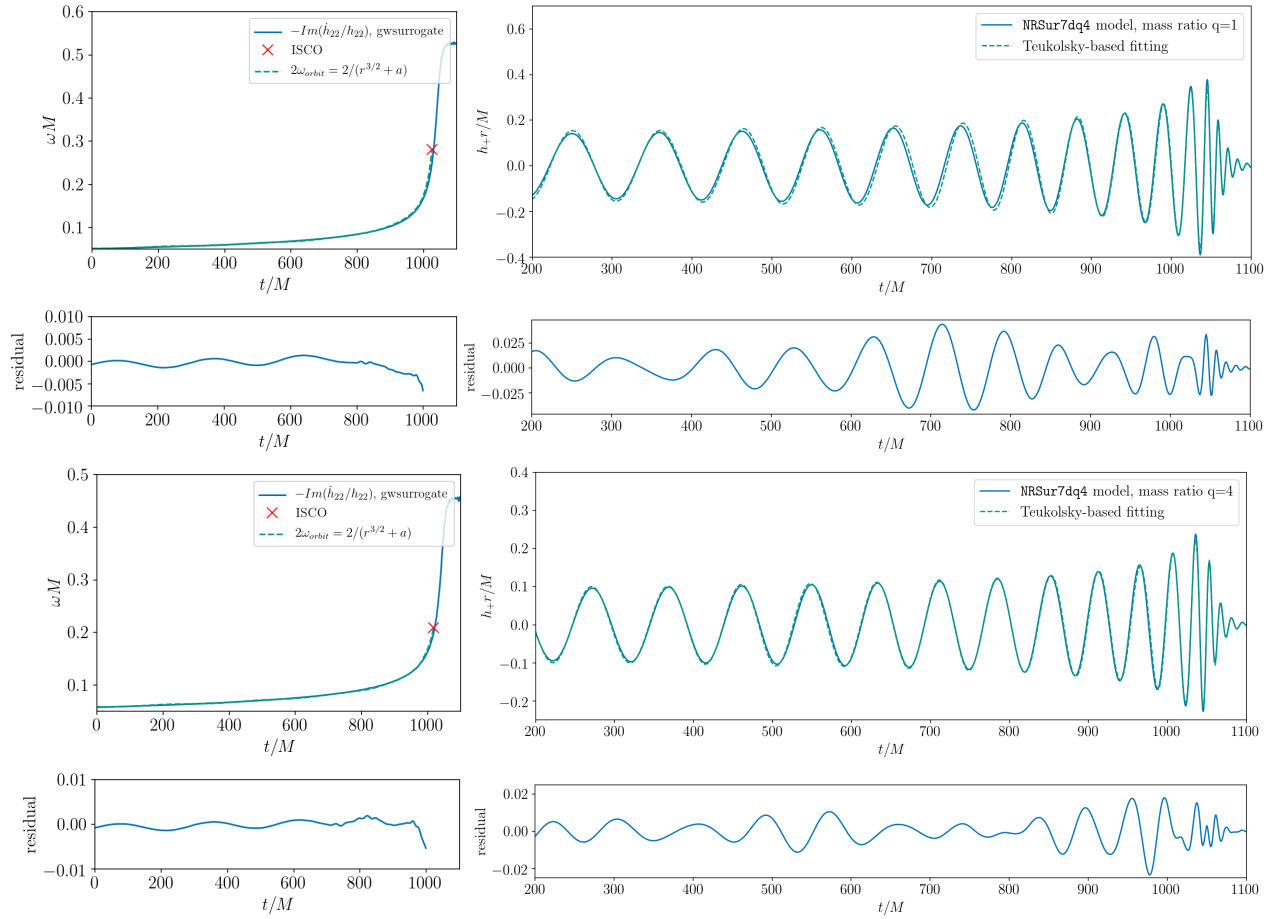 0.6
0.5
0.4
0.3
0.2
0.1
ωM
−Im(ḣ₂₂/h₂₂), gwsurrogate
ISCO
2ω_orbit = 2/(r^{3/2} + a)
0 200 400 600 800 1000
t/M
0.6
0.4
0.2
0.0
−0.2
−0.4
h₊r/M
NRSur7dq4 model, mass ratio q=1
Teukolsky-based fitting
200 300 400 500 600 700 800 900 1000 1100
t/M
0.010
0.005
0.000
−0.005
−0.010
residual
0 200 400 600 800 1000
t/M
0.025
0.000
−0.025
residual
200 300 400 500 600 700 800 900 1000 1100
t/M
0.5
0.4
0.3
0.2
0.1
ωM
−Im(ḣ₂₂/h₂₂), gwsurrogate
ISCO
2ω_orbit = 2/(r^{3/2} + a)
0 200 400 600 800 1000
t/M
0.4
0.3
0.2
0.1
0.0
−0.1
−0.2
h₊r/M
NRSur7dq4 model, mass ratio q=4
Teukolsky-based fitting
200 300 400 500 600 700 800 900 1000 1100
t/M
0.01
0.00
−0.01
residual
0 200 400 600 800 1000
t/M
0.02
0.00
−0.02
residual
200 300 400 500 600 700 800 900 1000 1100
t/M